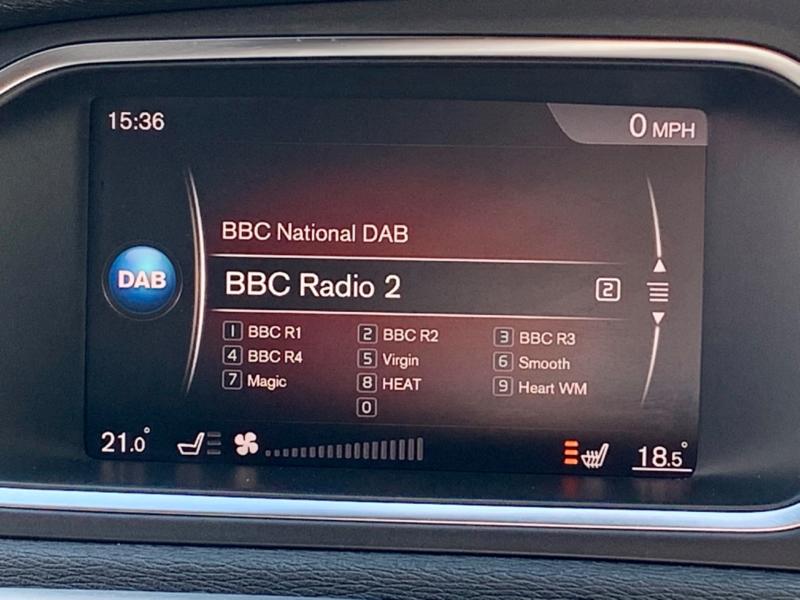 15:36 0 MPH
BBC National DAB
DAB BBC Radio 2 2
1 BBC R1 2 BBC R2 3 BBC R3
4 BBC R4 5 Virgin 6 Smooth
7 Magic 8 HEAT 9 Heart WM
0
21.0° 18.5°